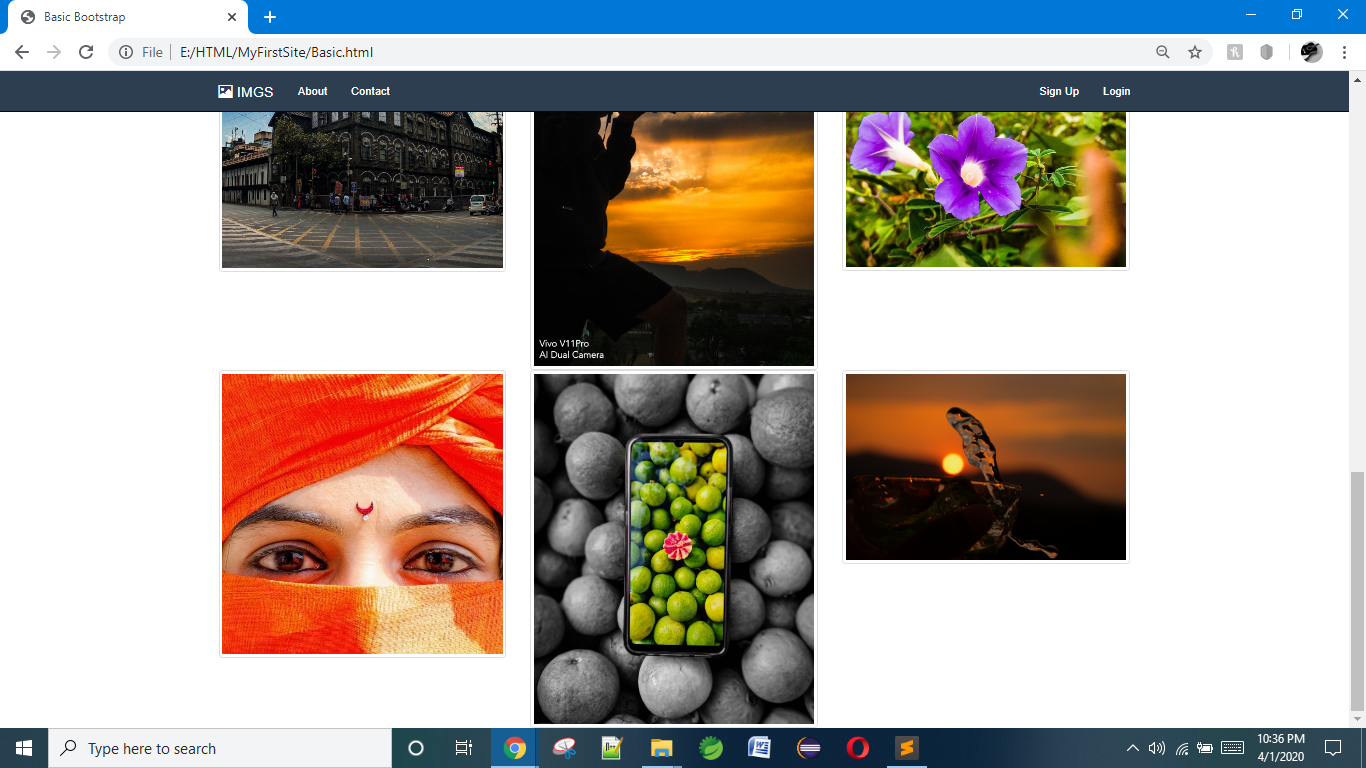 Basic Bootstrap
File
E:/HTML/MyFirstSite/Basic.html
IMGS
About
Contact
Sign Up
Login
Vivo V11Pro
AI Dual Camera
Type here to search
10:36 PM
4/1/2020